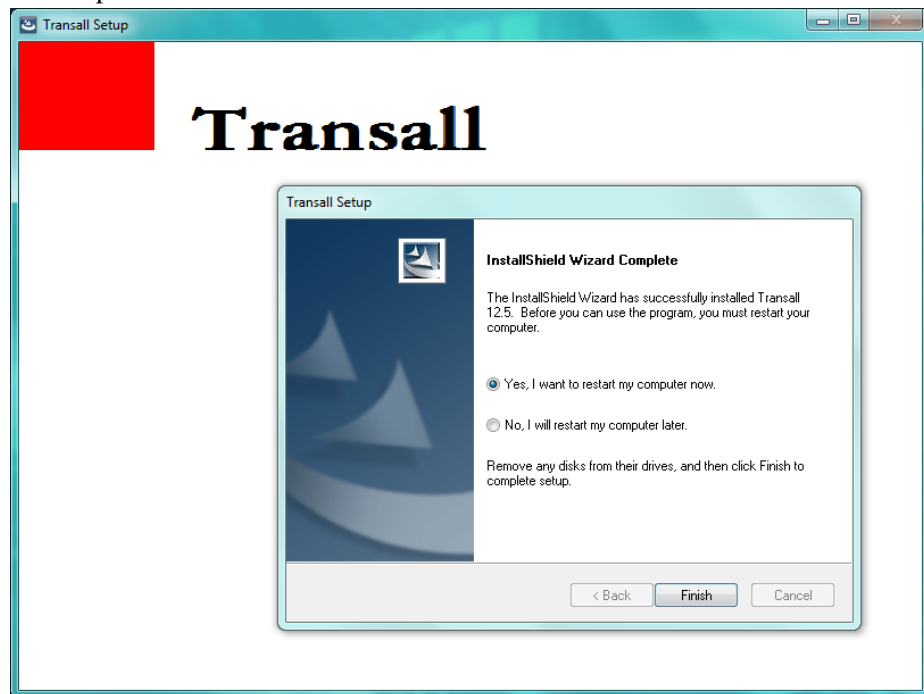 Transall Setup
Transall
Transall Setup
InstallShield Wizard Complete
The InstallShield Wizard has successfully installed Transall
12.5. Before you can use the program, you must restart your
computer.
Yes, I want to restart my computer now.
No, I will restart my computer later.
Remove any disks from their drives, and then click Finish to
complete setup.
< Back
Finish
Cancel